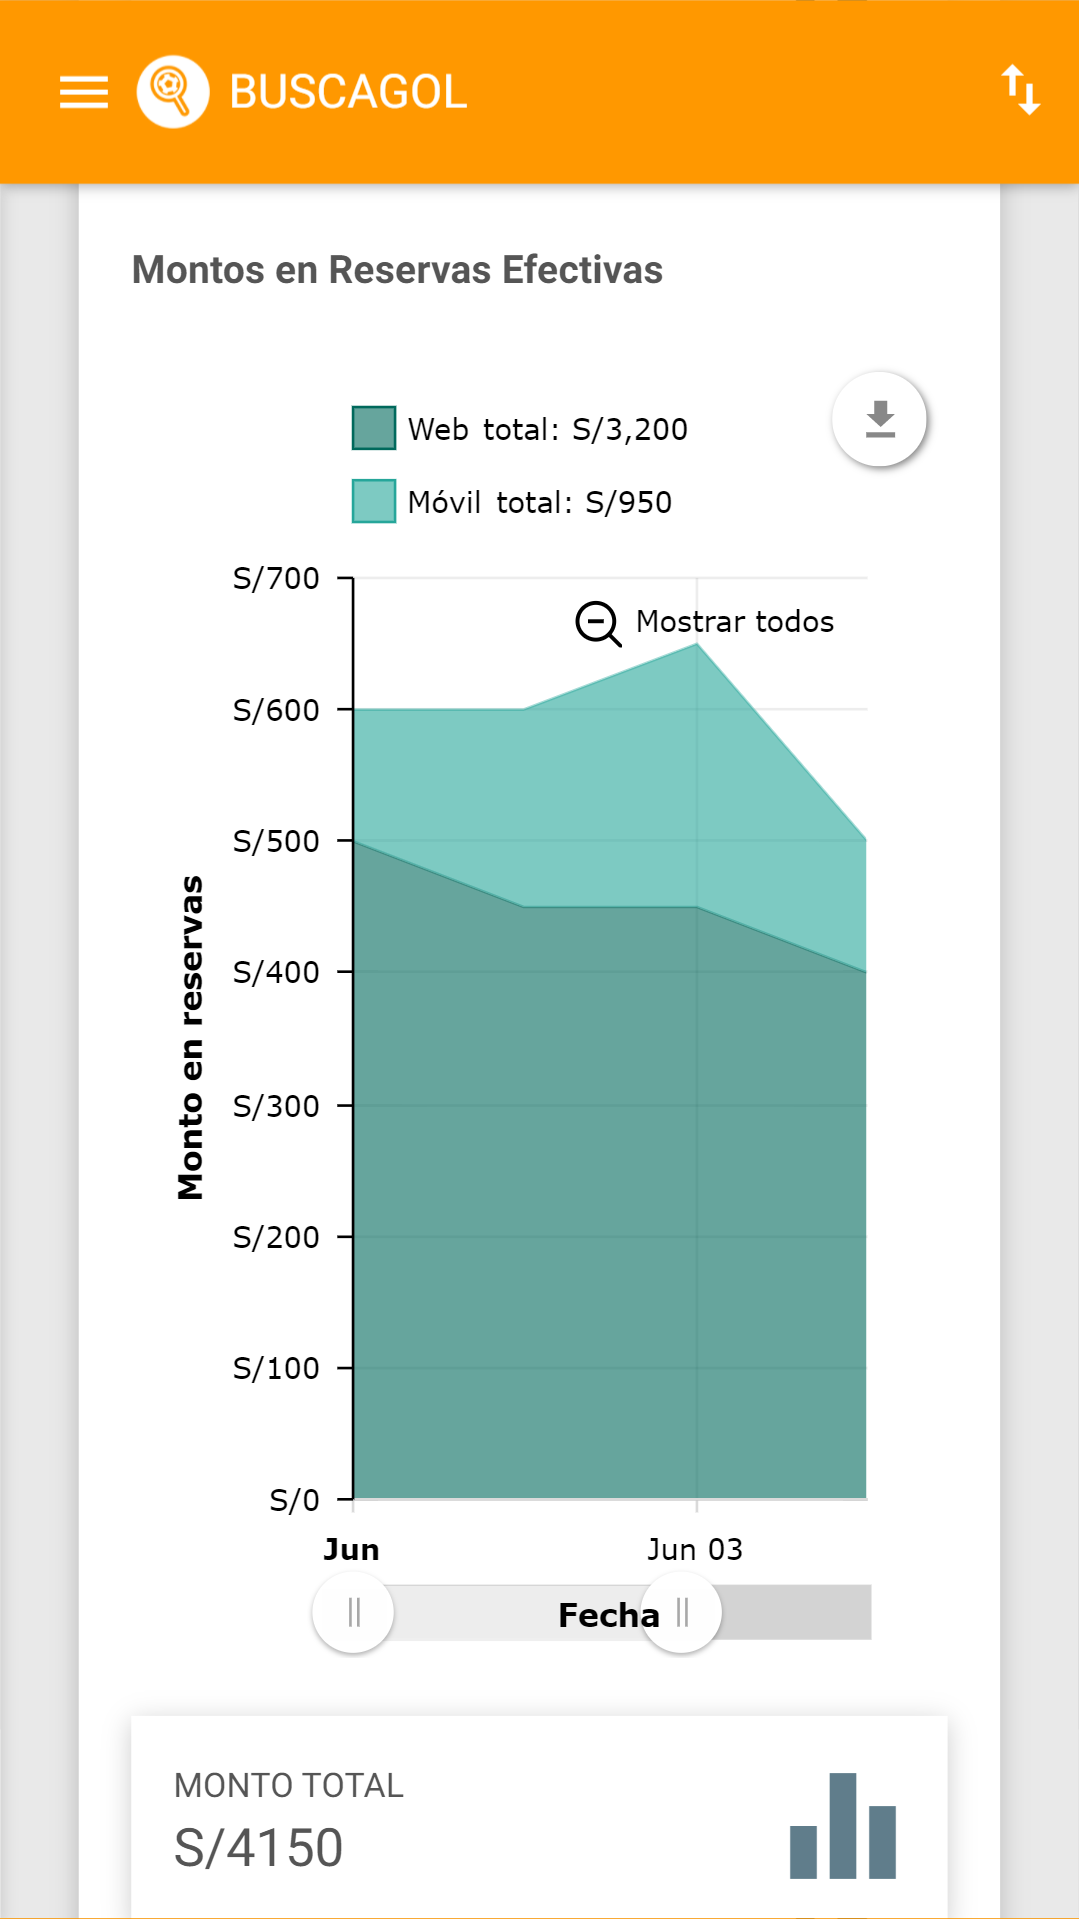 BUSCAGOL
Montos en Reservas Efectivas
Web total: S/3,200
Móvil total: S/950
Mostrar todos
S/700
S/600
S/500
S/400
S/300
S/200
S/100
S/0
Monto en reservas
Jun
Jun 03
Fecha
MONTO TOTAL
S/4150